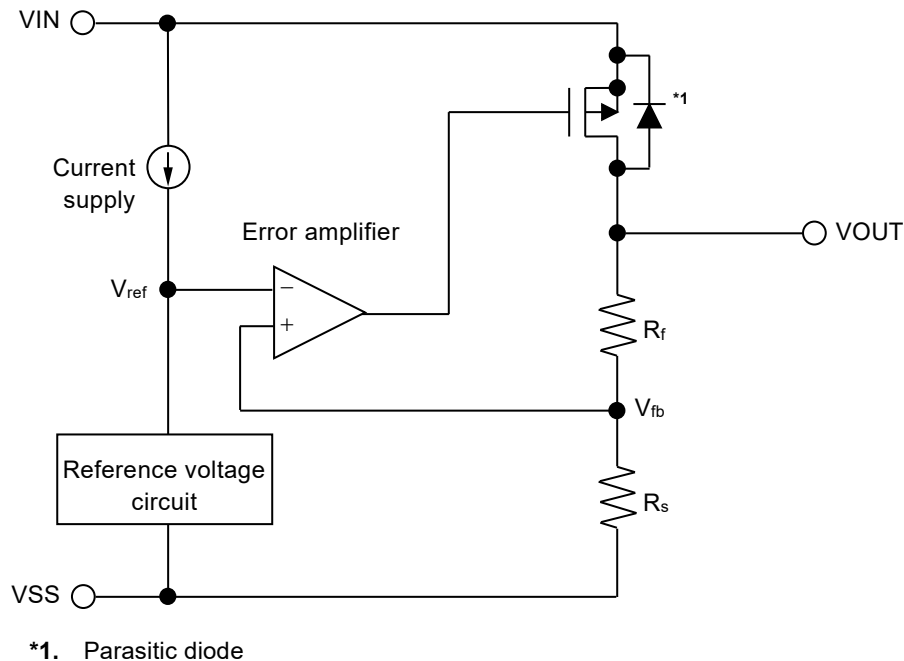 VIN
*1
Current
supply
Error amplifier
VOUT
Vref
−
+
Rf
Vfb
Reference voltage
circuit
Rs
VSS
*1. Parasitic diode